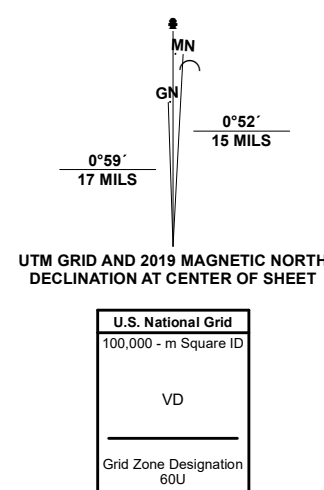 MN
GN
0°52´
15 MILS
0°59´
17 MILS
UTM GRID AND 2019 MAGNETIC NORTH
DECLINATION AT CENTER OF SHEET
U.S. National Grid
100,000 - m Square ID
VD
Grid Zone Designation
60U